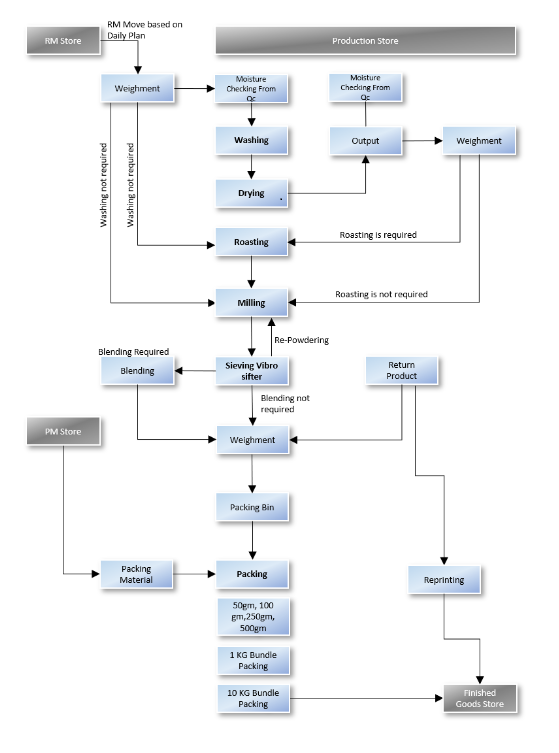 RM Move based on
Daily Plan
RM Store
Production Store
Weighment
Moisture
Checking From
Qc
Moisture
Checking From
Qc
Washing
Output
Weighment
Washing not required
Washing not required
Drying
.
Roasting
Roasting is required
Milling
Roasting is not required
Re-Powdering
Blending Required
Blending
Sieving Vibro
sifter
Return
Product
Blending not
required
PM Store
Weighment
Packing Bin
Packing
Material
Packing
Reprinting
50gm, 100
gm,250gm,
500gm
1 KG Bundle
Packing
10 KG Bundle
Packing
Finished
Goods Store